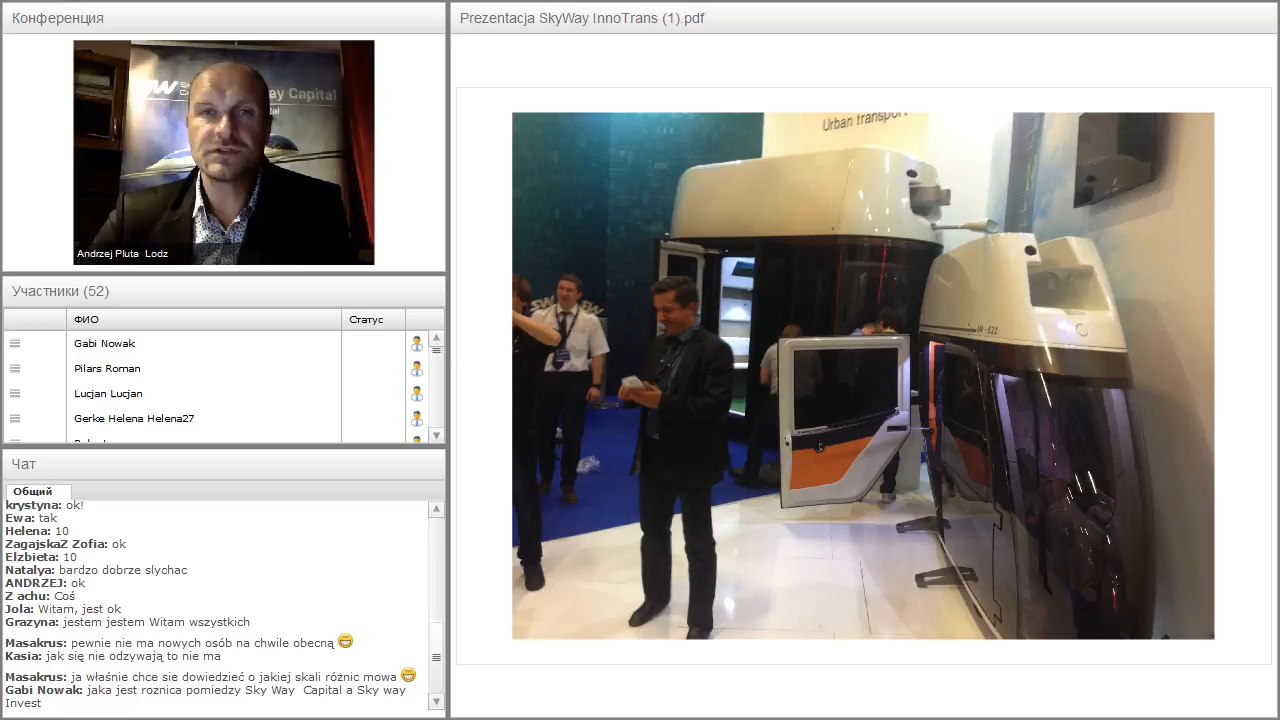 Конференция
way Capital
Andrzej Pluta Lodz
Участники (52)
ФИО
Статус
Gabi Nowak
Pilars Roman
Lucjan Lucjan
Gerke Helena Helena27
Чат
Общий
krystyna: ok!
Ewa: tak
Helena: 10
ZagajskaZ Zofia: ok
Elzbieta: 10
Natalya: bardzo dobrze slychac
ANDRZEJ: ok
Z achu: Coś
Jola: Witam, jest ok
Grazyna: jestem jestem Witam wszystkich
Masakrus: pewnie nie ma nowych osób na chwile obecną
Kasia: jak się nie odzywają to nie ma
Masakrus: ja właśnie chce sie dowiedzieć o jakiej skali różnic mowa
Gabi Nowak: jaka jest roznica pomiedzy Sky Way Capital a Sky way
Invest
Prezentacja SkyWay InnoTrans (1).pdf
Urban transport